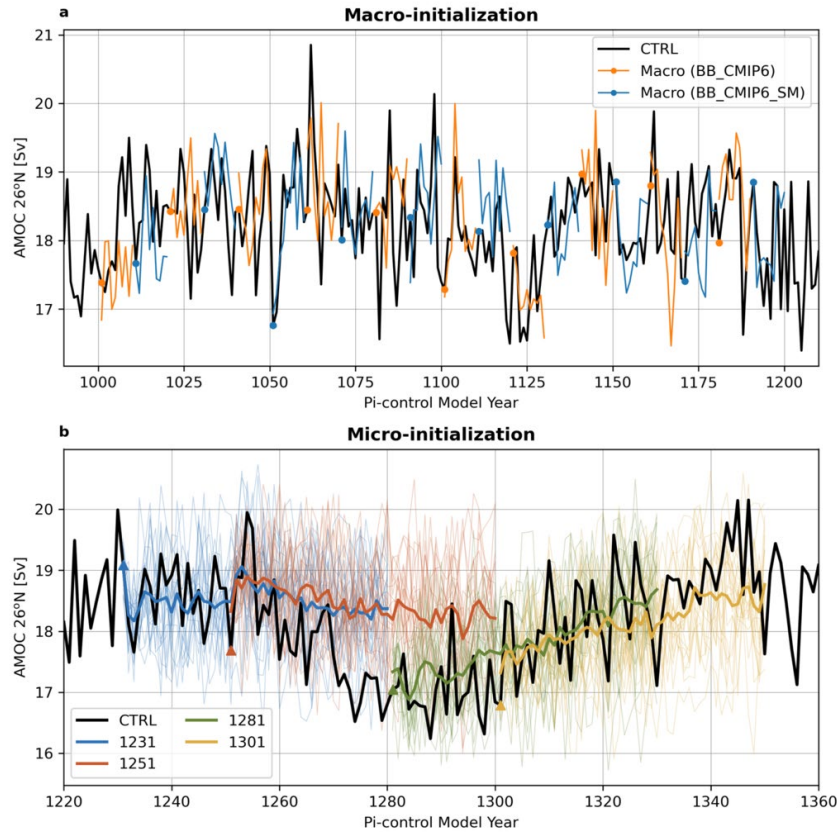 a
Macro-initialization
21
20
19
18
17
AMOC 26°N [Sv]
CTRL
Macro (BB_CMIP6)
Macro (BB_CMIP6_SM)
1000 1025 1050 1075 1100 1125 1150 1175 1200
Pi-control Model Year
b
Micro-initialization
20
19
18
17
16
AMOC 26°N [Sv]
CTRL 1281
1231 1301
1251
1220 1240 1260 1280 1300 1320 1340 1360
Pi-control Model Year